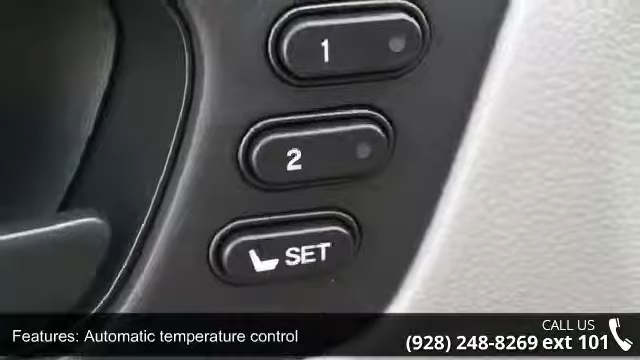 1
2
SET
Features: Automatic temperature control
CALL US
(928) 248-8269 ext 101